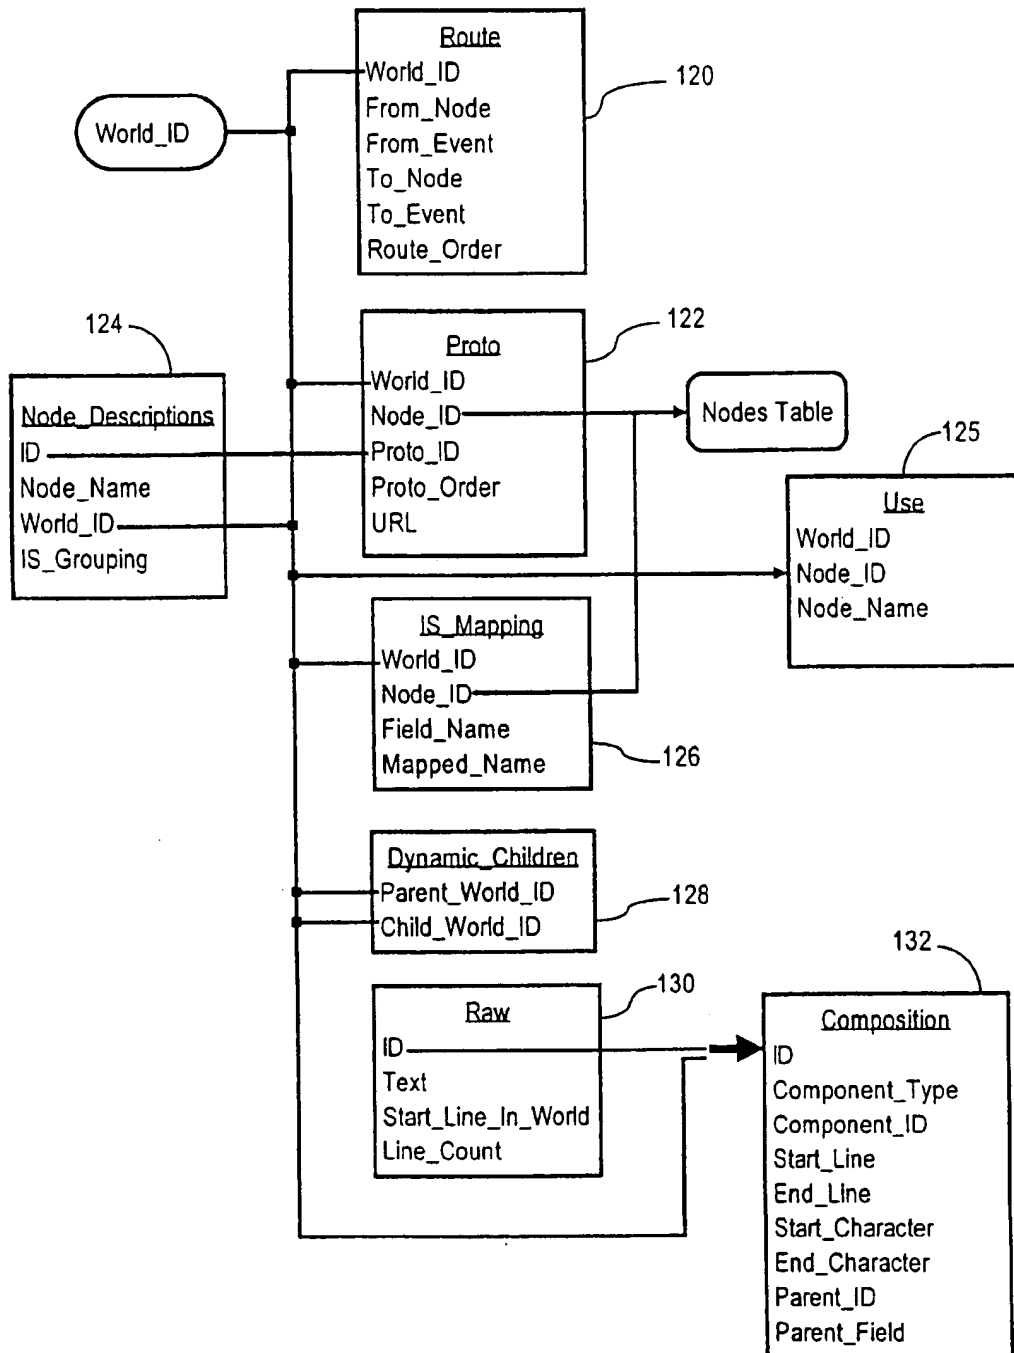 Route
World_ID
From_Node
From_Event
To_Node
To_Event
Route_Order
120
World_ID
124
Node_Descriptions
ID
Node_Name
World_ID
IS_Grouping
Proto
World_ID
Node_ID
Proto_ID
Proto_Order
URL
122
Nodes Table
125
Use
World_ID
Node_ID
Node_Name
IS_Mapping
World_ID
Node_ID
Field_Name
Mapped_Name
126
Dynamic_Children
Parent_World_ID
Child_World_ID
128
Raw
ID
Text
Start_Line_In_World
Line_Count
130
132
Composition
ID
Component_Type
Component_ID
Start_Line
End_Line
Start_Character
End_Character
Parent_ID
Parent_Field